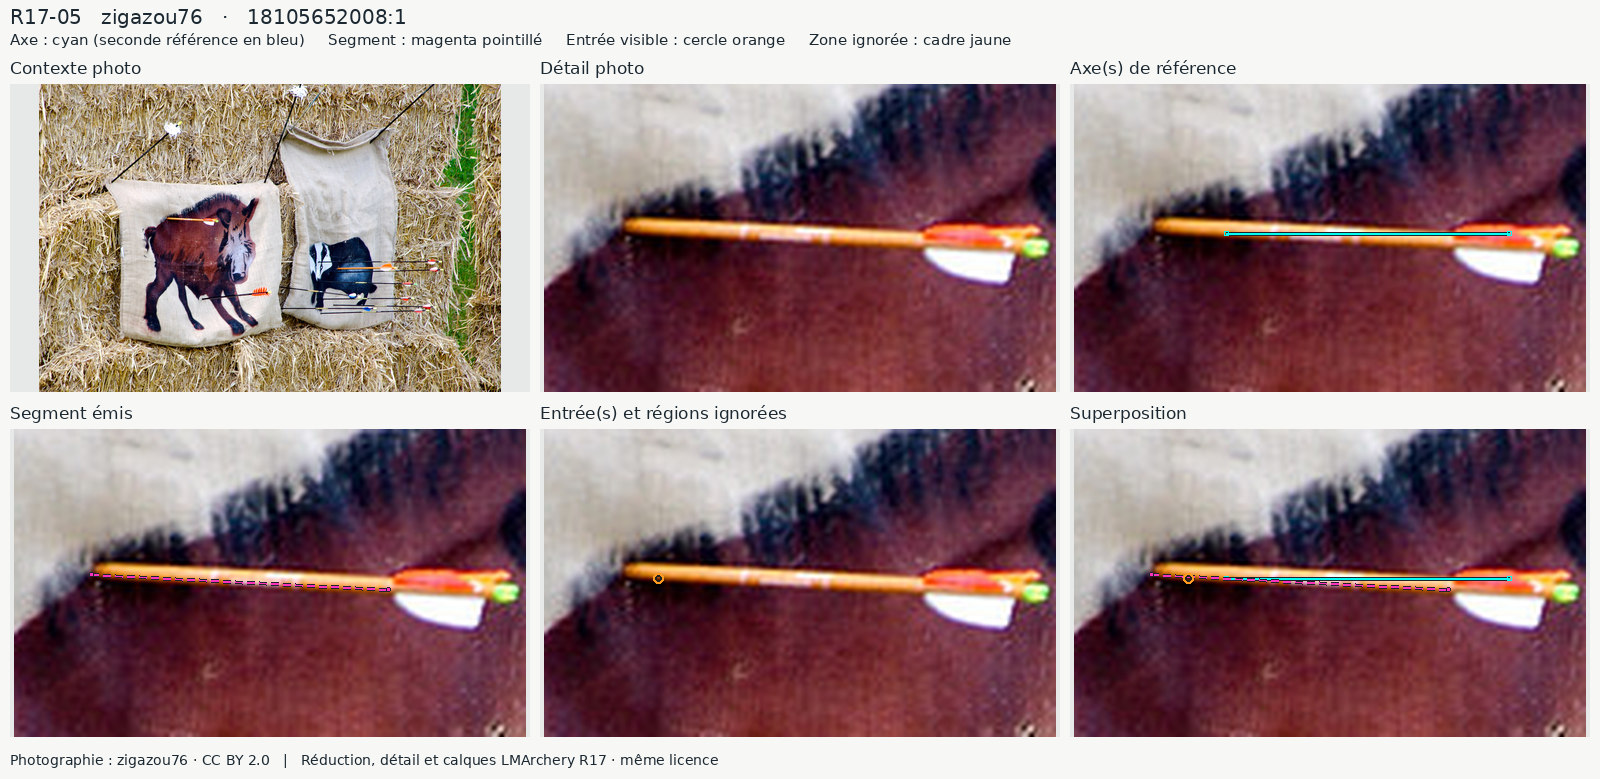 R17-05 zigazou76 · 18105652008:1
Axe : cyan (seconde référence en bleu) Segment : magenta pointillé Entrée visible : cercle orange Zone ignorée : cadre jaune
Contexte photo Détail photo Axe(s) de référence
Segment émis Entrée(s) et régions ignorées Superposition
Photographie : zigazou76 · CC BY 2.0 | Réduction, détail et calques LMArchery R17 · même licence